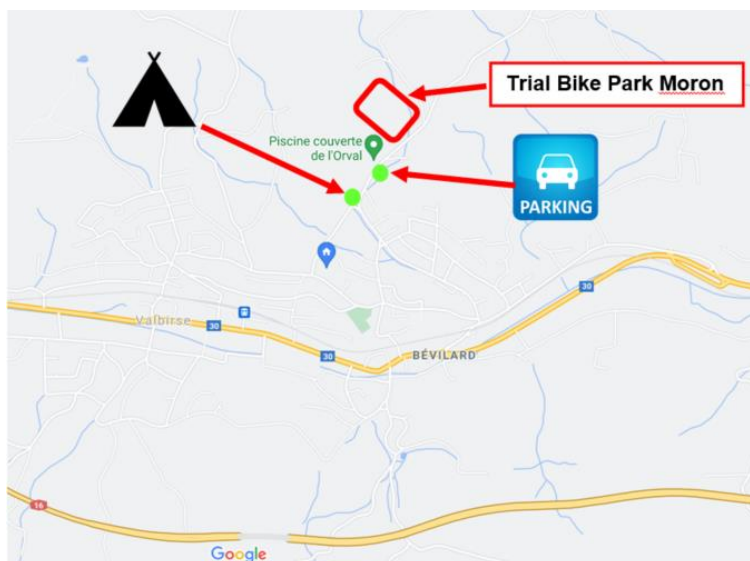 Trial Bike Park Moron
Piscine couverte
de l'Orval
PARKING
30
Valbirse
30
30
BÉVILARD
16
Google